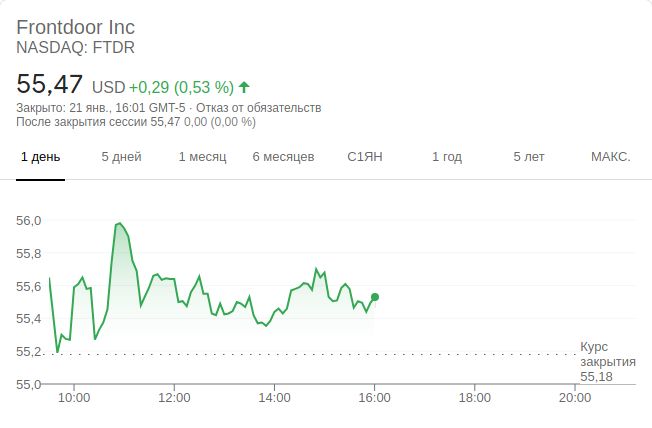 Frontdoor Inc
NASDAQ: FTDR
55,47 USD +0,29 (0,53 %)
Закрыто: 21 янв., 16:01 GMT-5 · Отказ от обязательств
После закрытия сессии 55,47 0,00 (0,00 %)
1 день 5 дней 1 месяц 6 месяцев С1ЯН 1 год 5 лет МАКС.
56,0
55,8
55,6
55,4
55,2
55,0
Курс
закрытия
55,18
10:00 12:00 14:00 16:00 18:00 20:00